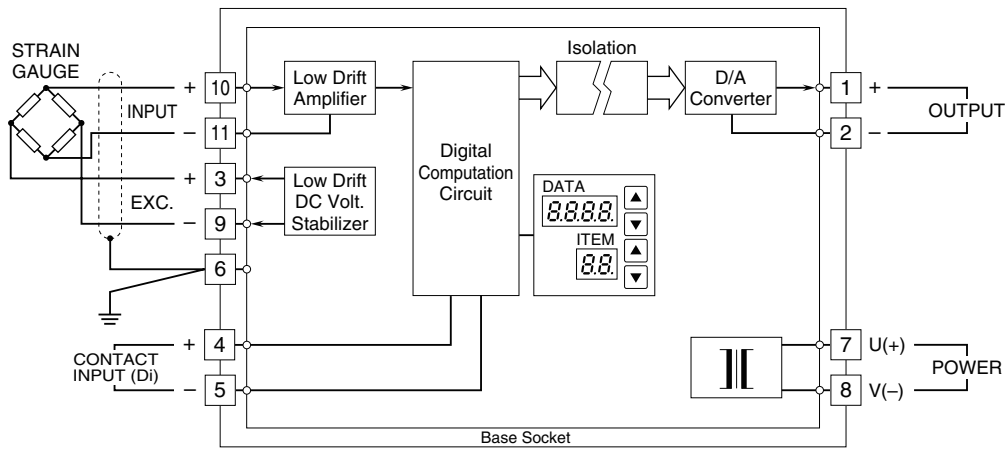 STRAIN
GAUGE
INPUT
+ 10
− 11
EXC.
+ 3
− 9
6
CONTACT
INPUT (Di)
+ 4
− 5
Low Drift
Amplifier
Low Drift
DC Volt.
Stabilizer
Digital
Computation
Circuit
Isolation
D/A
Converter
DATA
8.8.8.8.
ITEM
8.8.
1 +
2 −
OUTPUT
7 U(+)
8 V(–)
POWER
Base Socket